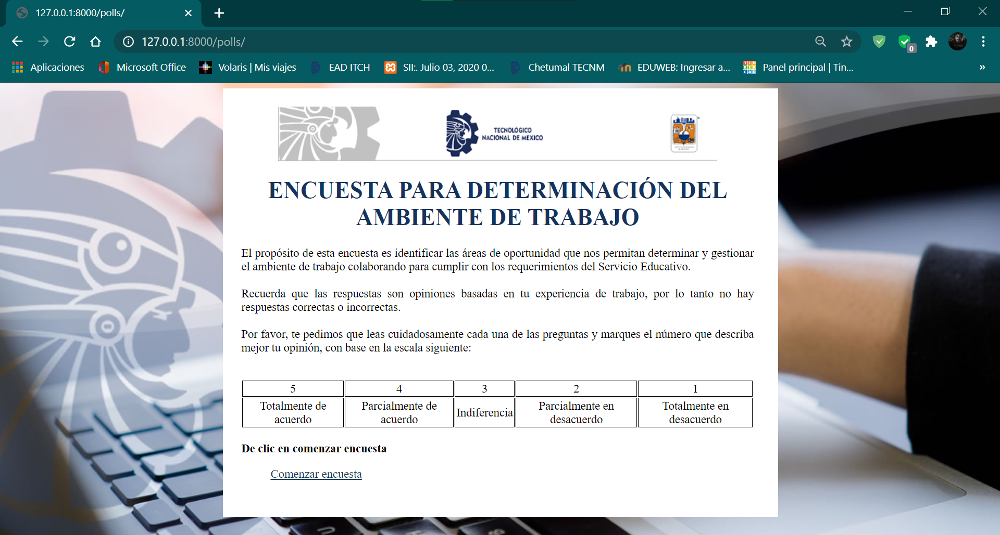 127.0.0.1:8000/polls/
127.0.0.1:8000/polls/
0
Aplicaciones
Microsoft Office
Volaris | Mis viajes
EAD ITCH
SII:. Julio 03, 2020 0...
Chetumal TECNM
EDUWEB: Ingresar a...
TIN
KER
CAD
Panel principal | Tin...
»
TECNOLÓGICO
NACIONAL DE MÉXICO
ENCUESTA PARA DETERMINACIÓN DEL
AMBIENTE DE TRABAJO
El propósito de esta encuesta es identificar las áreas de oportunidad que nos permitan determinar y gestionar
el ambiente de trabajo colaborando para cumplir con los requerimientos del Servicio Educativo.
Recuerda que las respuestas son opiniones basadas en tu experiencia de trabajo, por lo tanto no hay
respuestas correctas o incorrectas.
Por favor, te pedimos que leas cuidadosamente cada una de las preguntas y marques el número que describa
mejor tu opinión, con base en la escala siguiente:
5 4 3 2 1
Totalmente de acuerdo
Parcialmente de acuerdo
Indiferencia
Parcialmente en desacuerdo
Totalmente en desacuerdo
De clic en comenzar encuesta
Comenzar encuesta